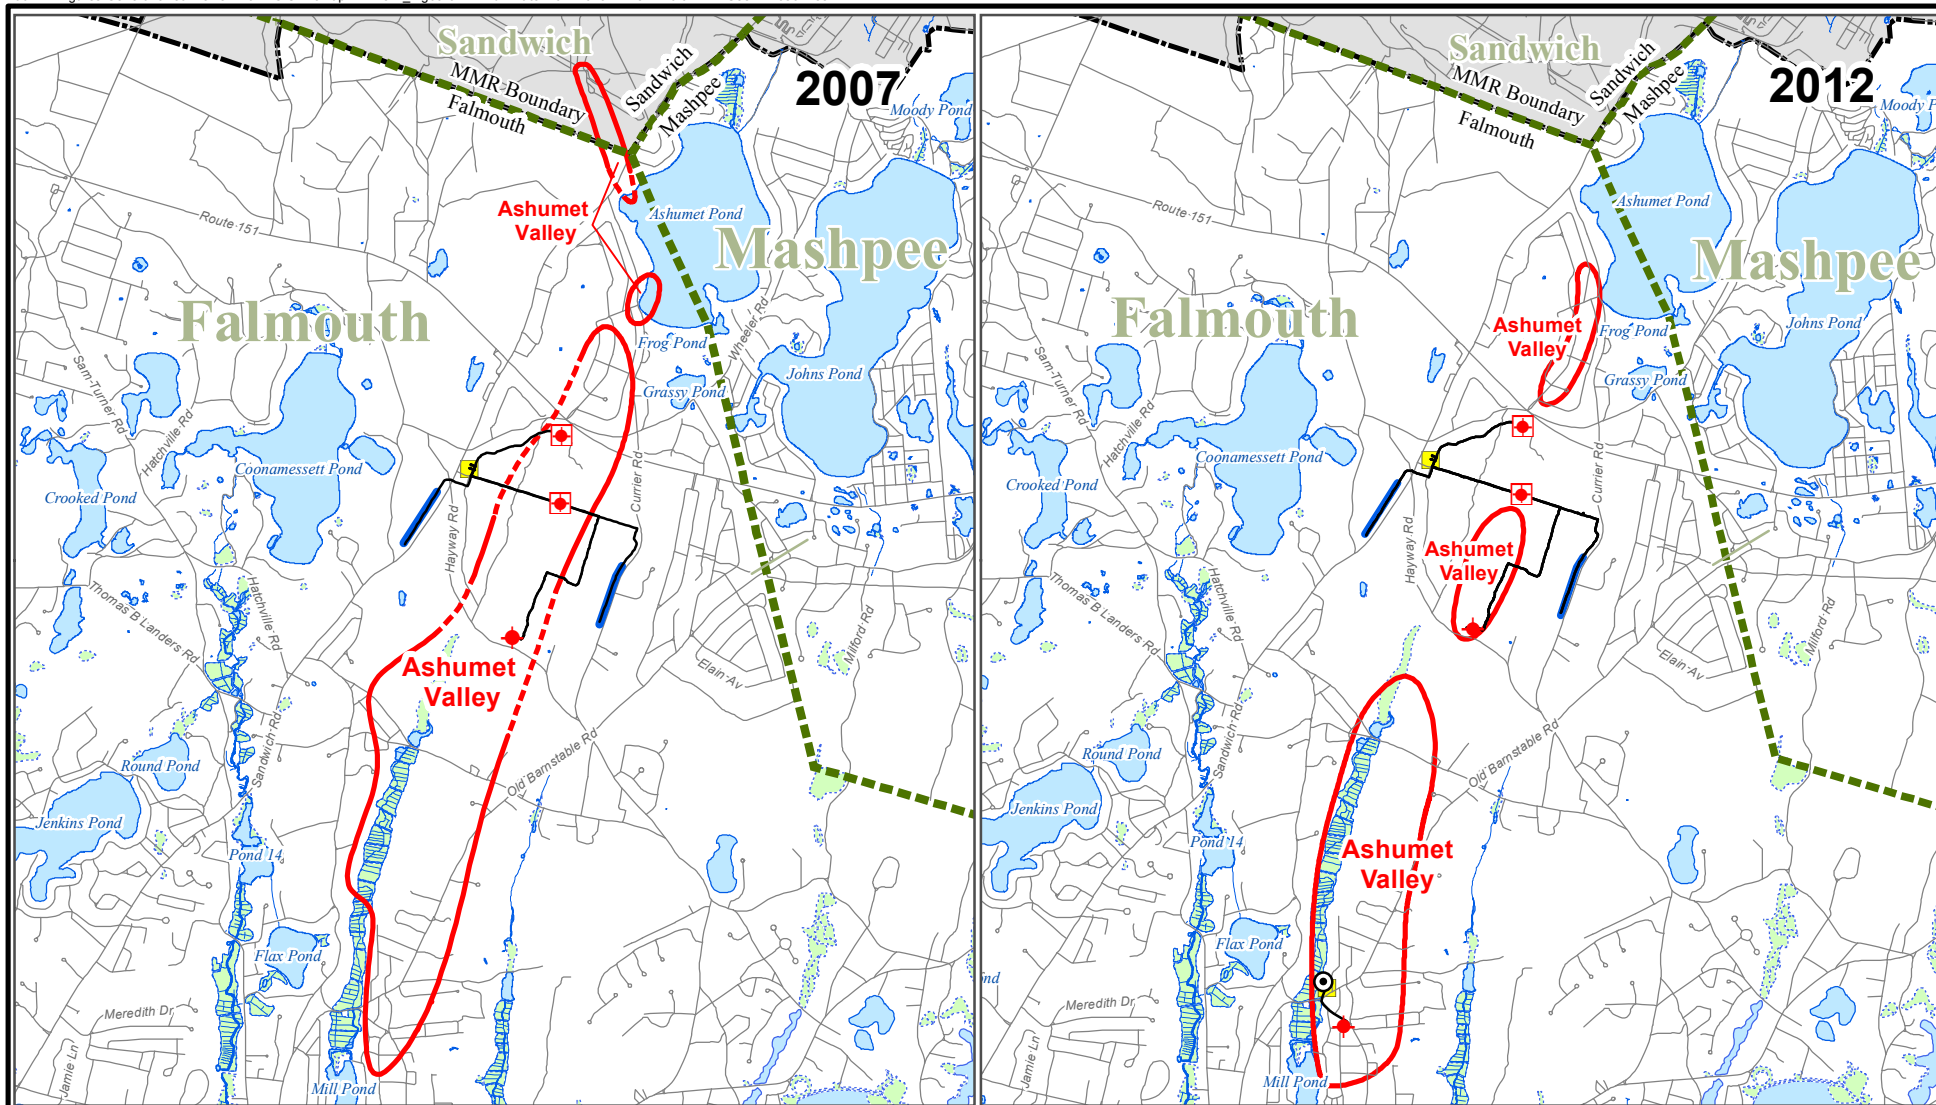 Sandwich
MMR Boundary
Falmouth
Sandwich
Mashpee
2007
Moody Pond
Route 151
Ashumet
Valley
Ashumet Pond
Mashpee
Falmouth
Wheeler Rd
Frog Pond
Johns Pond
Grassy Pond
Sam-Turner Rd
Hatchville Rd
Coonamessett Pond
Crooked Pond
Currier Rd
Hayway Rd
Thomas B Landers Rd
Hatchville Rd
Milford Rd
Ashumet
Valley
Elain-Av
Sandwich Rd
Old Barnstable Rd
Round Pond
Jenkins Pond
Pond 14
Flax Pond
Meredith Dr
Jamie Ln
Mill Pond
Sandwich
MMR Boundary
Falmouth
Sandwich
Mashpee
2012
Moody P
Route 151
Ashumet Pond
Mashpee
Falmouth
Ashumet
Valley
Frog Pond
Johns Pond
Grassy Pond
Sam-Turner Rd
Hatchville Rd
Coonamessett Pond
Crooked Pond
Currier Rd
Hayway Rd
Ashumet
Valley
Thomas B Landers Rd
Hatchville Rd
Milford Rd
Elain-Av
Sandwich Rd
Old Barnstable Rd
Round Pond
Jenkins Pond
Pond 14
Ashumet
Valley
Flax Pond
nd
Meredith Dr
Jamie Ln
Mill Pond